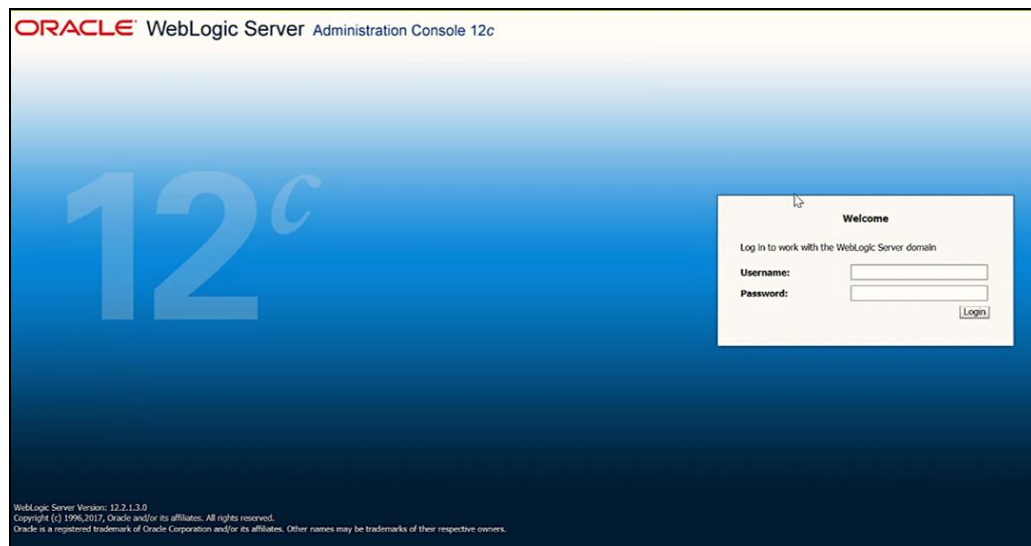 ORACLE WebLogic Server Administration Console 12c
12c
Welcome
Log in to work with the WebLogic Server domain
Username:
Password:
Login
WebLogic Server Version: 12.2.1.3.0
Copyright (c) 1996,2017, Oracle and/or its affiliates. All rights reserved.
Oracle is a registered trademark of Oracle Corporation and/or its affiliates. Other names may be trademarks of their respective owners.